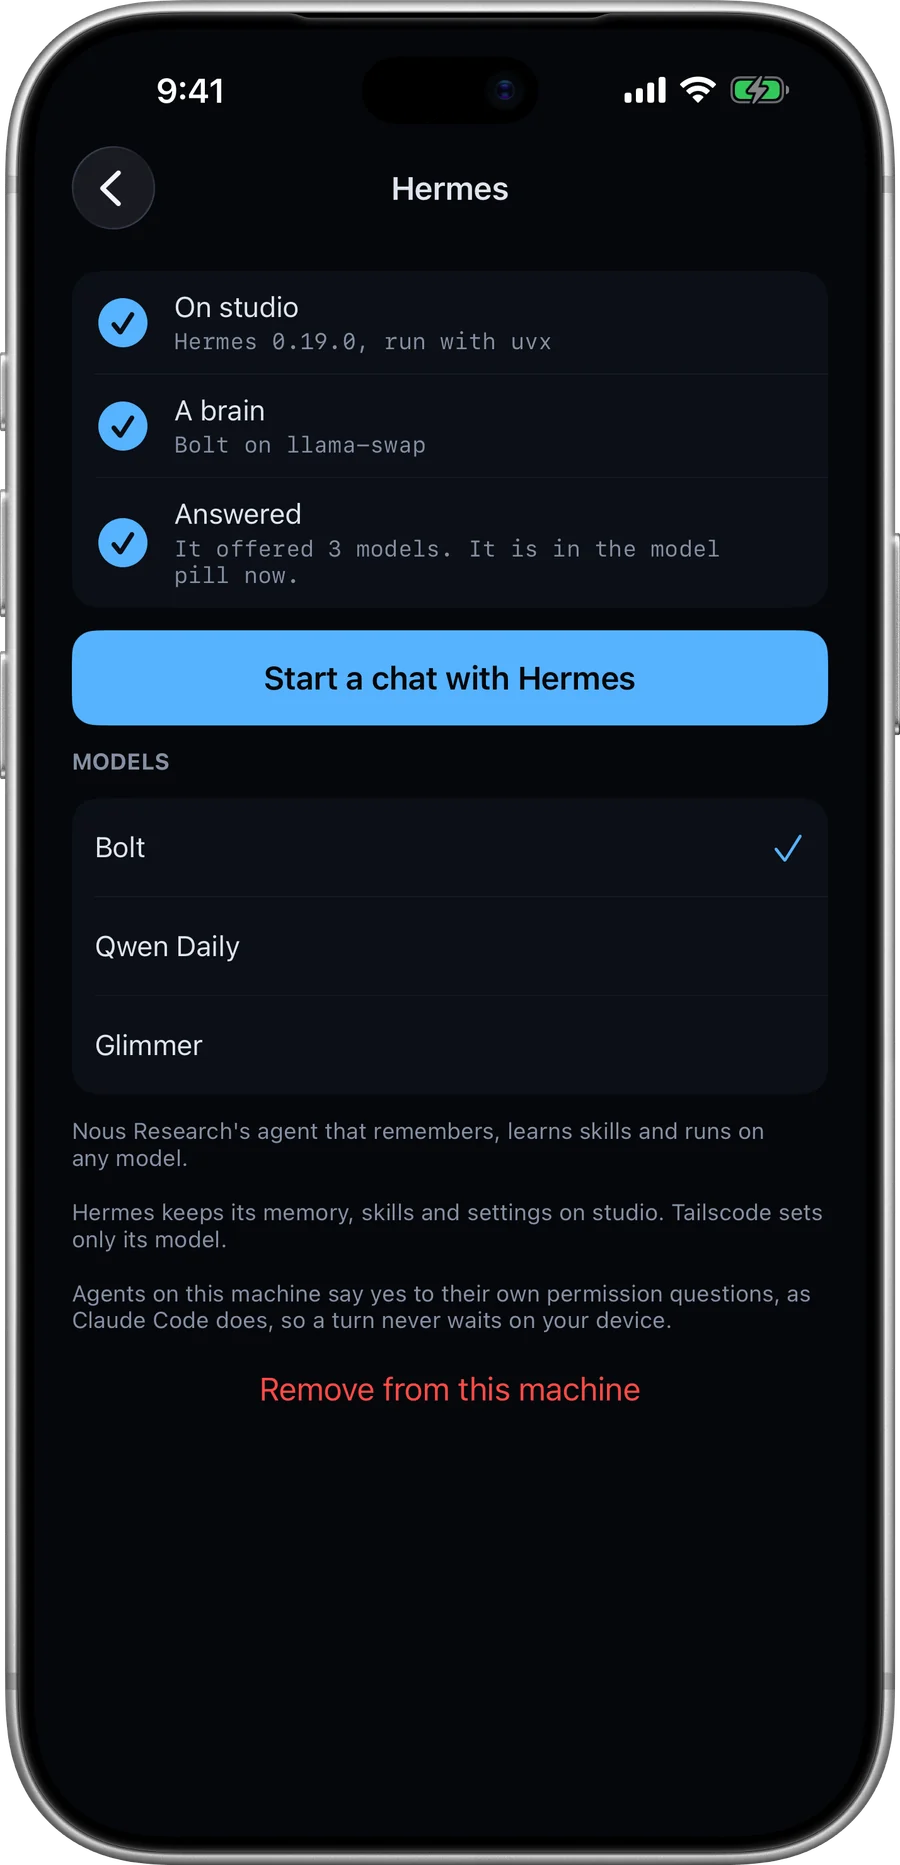 9:41
Hermes
On studio
Hermes 0.19.0, run with uvx
A brain
Bolt on llama-swap
Answered
It offered 3 models. It is in the model
pill now.
Start a chat with Hermes
MODELS
Bolt
Qwen Daily
Glimmer
Nous Research's agent that remembers, learns skills and runs on
any model.
Hermes keeps its memory, skills and settings on studio. Tailscode sets
only its model.
Agents on this machine say yes to their own permission questions, as
Claude Code does, so a turn never waits on your device.
Remove from this machine